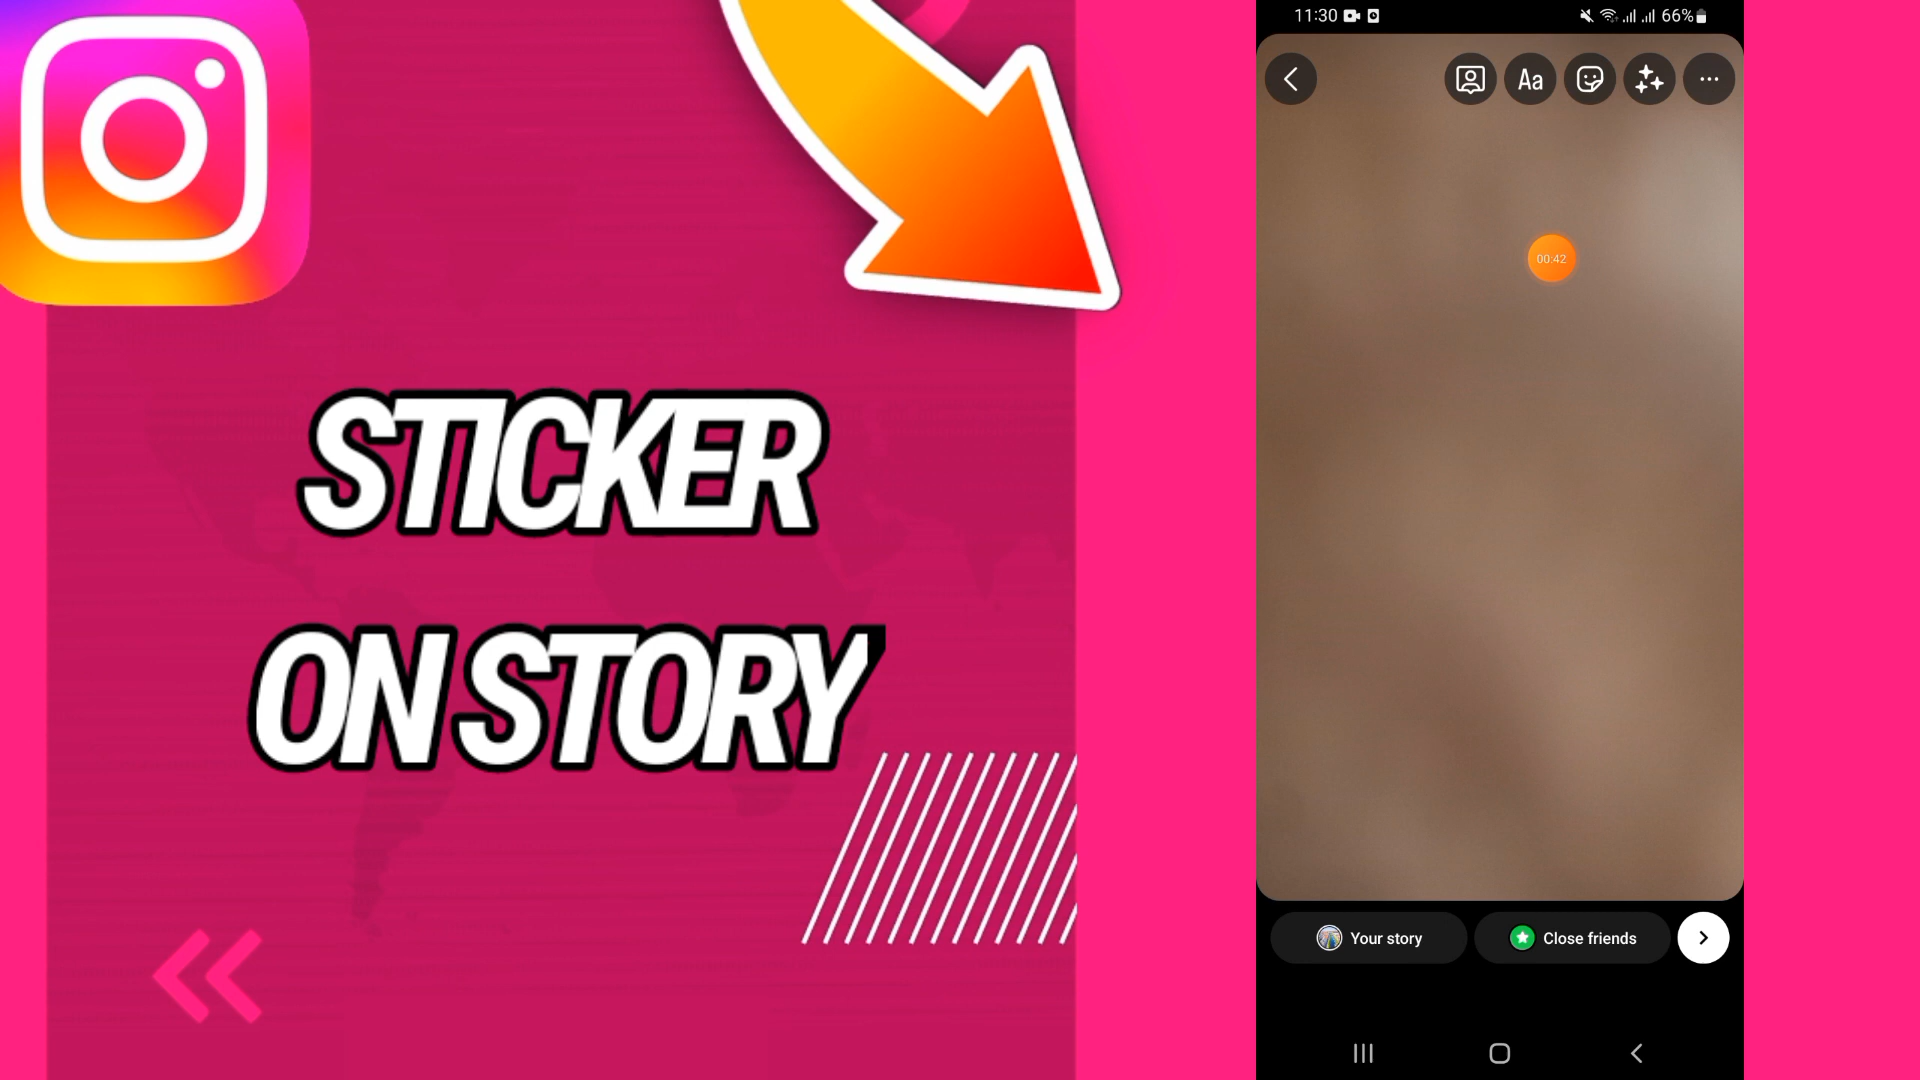 STICKER
ON STORY
11:30
66%
Aa
00:42
Your story
Close friends